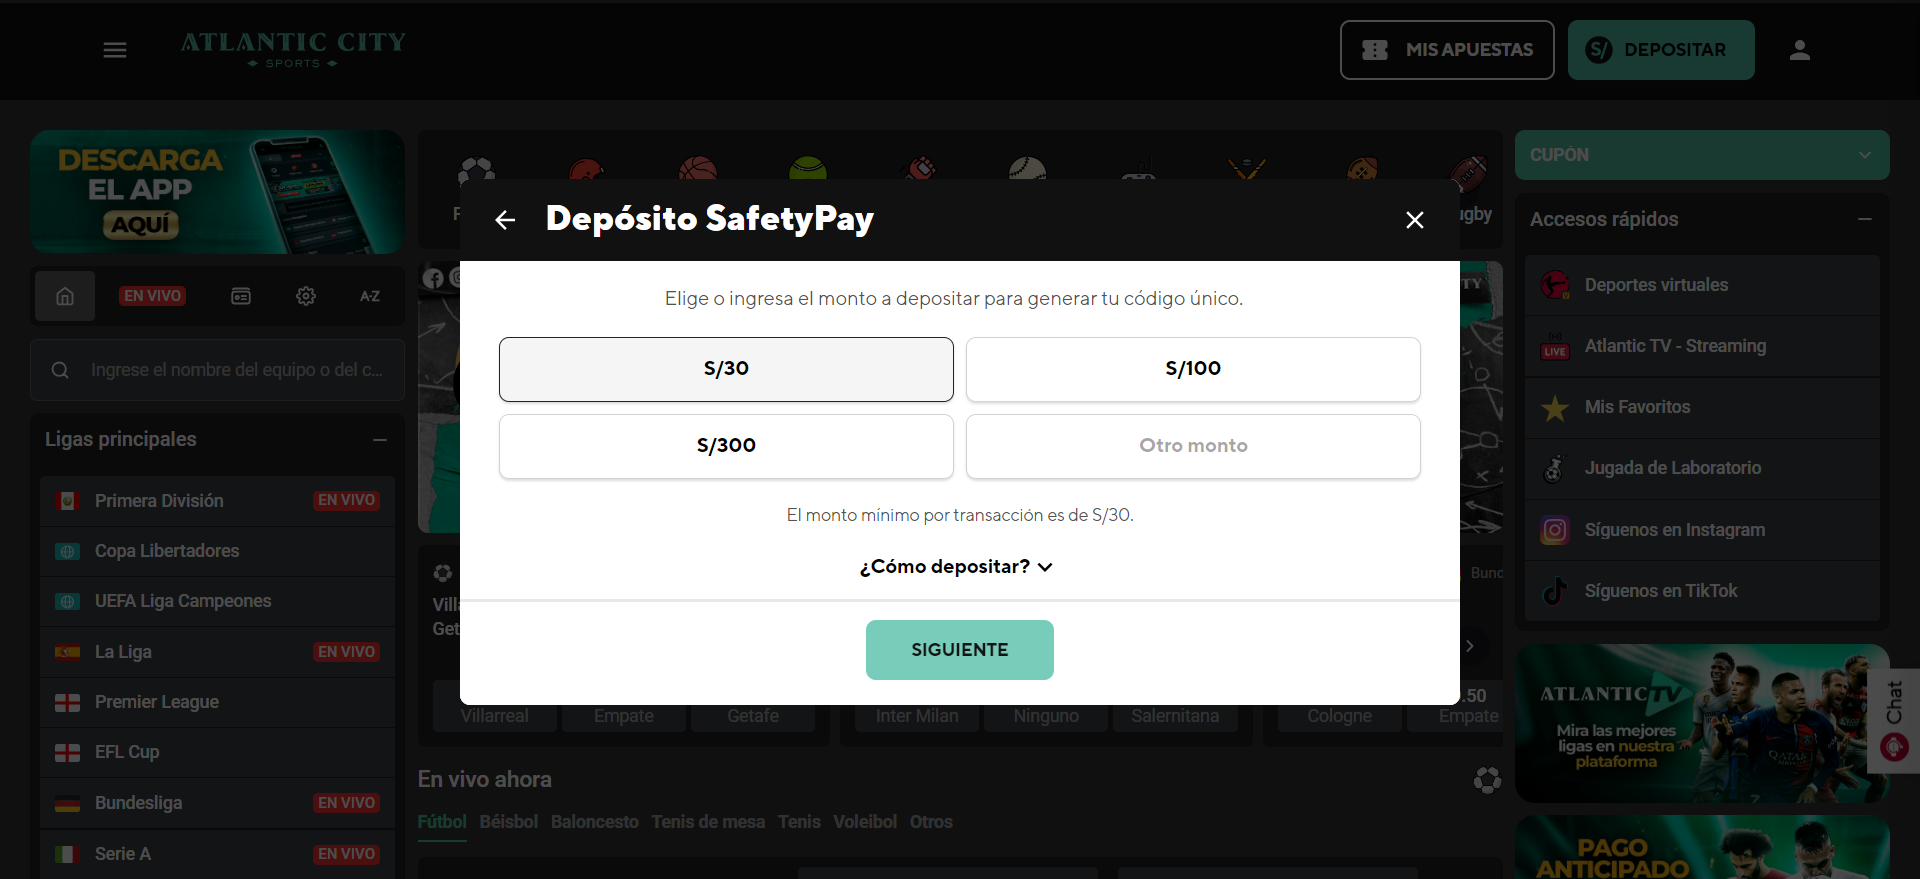 ATLANTIC CITY
SPORTS
MIS APUESTAS
S/ DEPOSITAR
DESCARGA
EL APP
AQUÍ
EN VIVO
A-Z
Ingrese el nombre del equipo o del c...
Ligas principales
Primera División EN VIVO
Copa Libertadores
UEFA Liga Campeones
La Liga EN VIVO
Premier League
EFL Cup
Bundesliga EN VIVO
Serie A EN VIVO
Depósito SafetyPay
Elige o ingresa el monto a depositar para generar tu código único.
S/30
S/100
S/300
Otro monto
El monto mínimo por transacción es de S/30.
¿Cómo depositar?
SIGUIENTE
Villarreal Empate Getafe
Inter Milan Ninguno Salernitana
.50
Cologne Empate
En vivo ahora
Fútbol Béisbol Baloncesto Tenis de mesa Tenis Voleibol Otros
CUPÓN
Accesos rápidos
Deportes virtuales
LIVE
Atlantic TV - Streaming
Mis Favoritos
Jugada de Laboratorio
Síguenos en Instagram
Síguenos en TikTok
ATLANTIC TV
Mira las mejores
ligas en nuestra
plataforma
QATAR
Chat
PAGO
ANTICIPADO